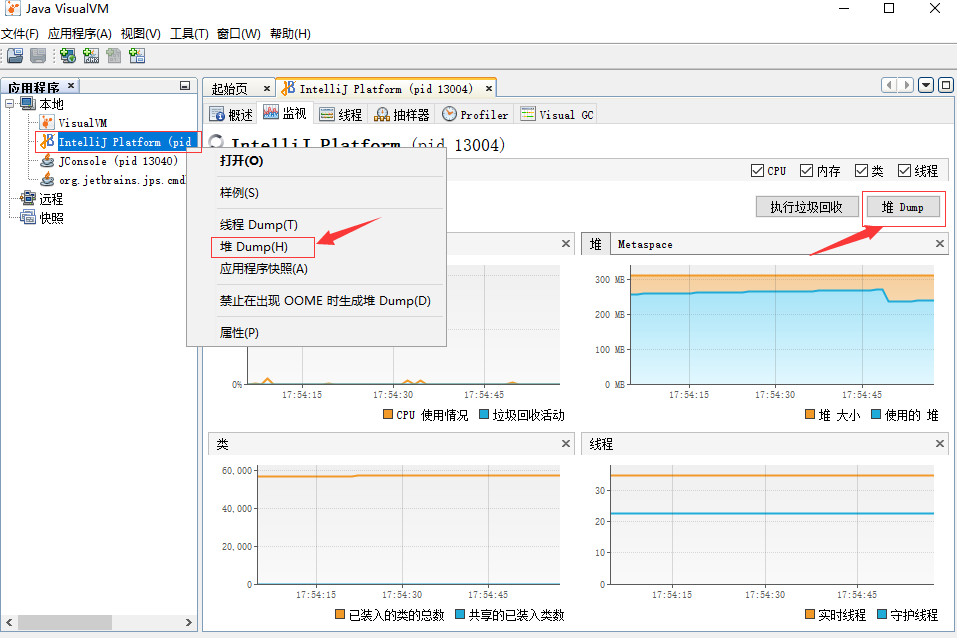 Java VisualVM
文件(F) 应用程序(A) 视图(V) 工具(T) 窗口(W) 帮助(H)
应用程序 ×
起始页 ×
IntelliJ Platform (pid 13004) ×
本地
VisualVM
IntelliJ Platform (pid
JConsole (pid 13040)
org.jetbrains.jps.cmd
远程
快照
概述 监视 线程 抽样器 Profiler Visual GC
IntelliJ Platform (pid 13004)
打开(O)
样例(S)
线程 Dump(T)
堆 Dump(H)
应用程序快照(A)
禁止在出现 OOME 时生成堆 Dump(D)
属性(P)
CPU 内存 类 线程
执行垃圾回收 堆 Dump
0%
17:54:15 17:54:30 17:54:45
CPU 使用情况 垃圾回收活动
堆 Metaspace
300 MB
200 MB
100 MB
0 MB
17:54:15 17:54:30 17:54:45
堆 大小 使用的 堆
类
60,000
40,000
20,000
0
17:54:15 17:54:30 17:54:45
已装入的类的总数 共享的已装入类数
线程
30
20
10
0
17:54:15 17:54:30 17:54:45
实时线程 守护线程